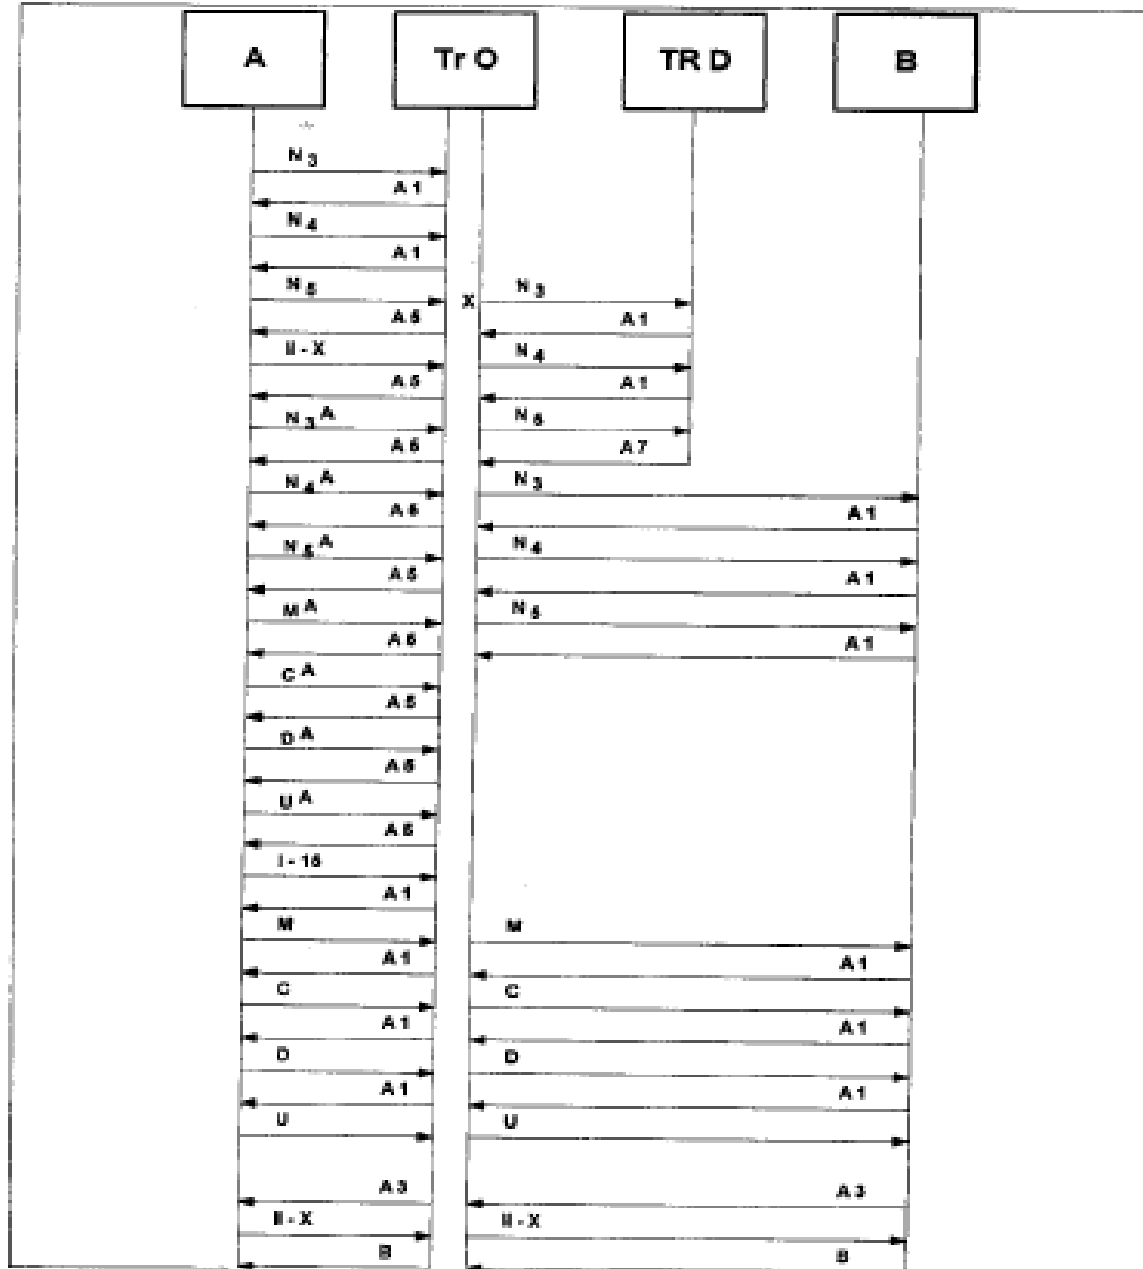 A Tr O TR D B
N 3
A 1
N 4
A 1
N 5 X N 3
A 5 A 1
II - X N 4
A 5 A 1
N 3 A N 5
A 5 A 7
N 4 A N 3
A 5 A 1
N 5 A N 4
A 5 A 1
M A N 5
A 5 A 1
C A
A 5
D A
A 5
U A
A 5
I - 15
A 1
M M
A 1 A 1
C C
A 1 A 1
D D
A 1 A 1
U U
A 3 A 3
II - X II - X
B B